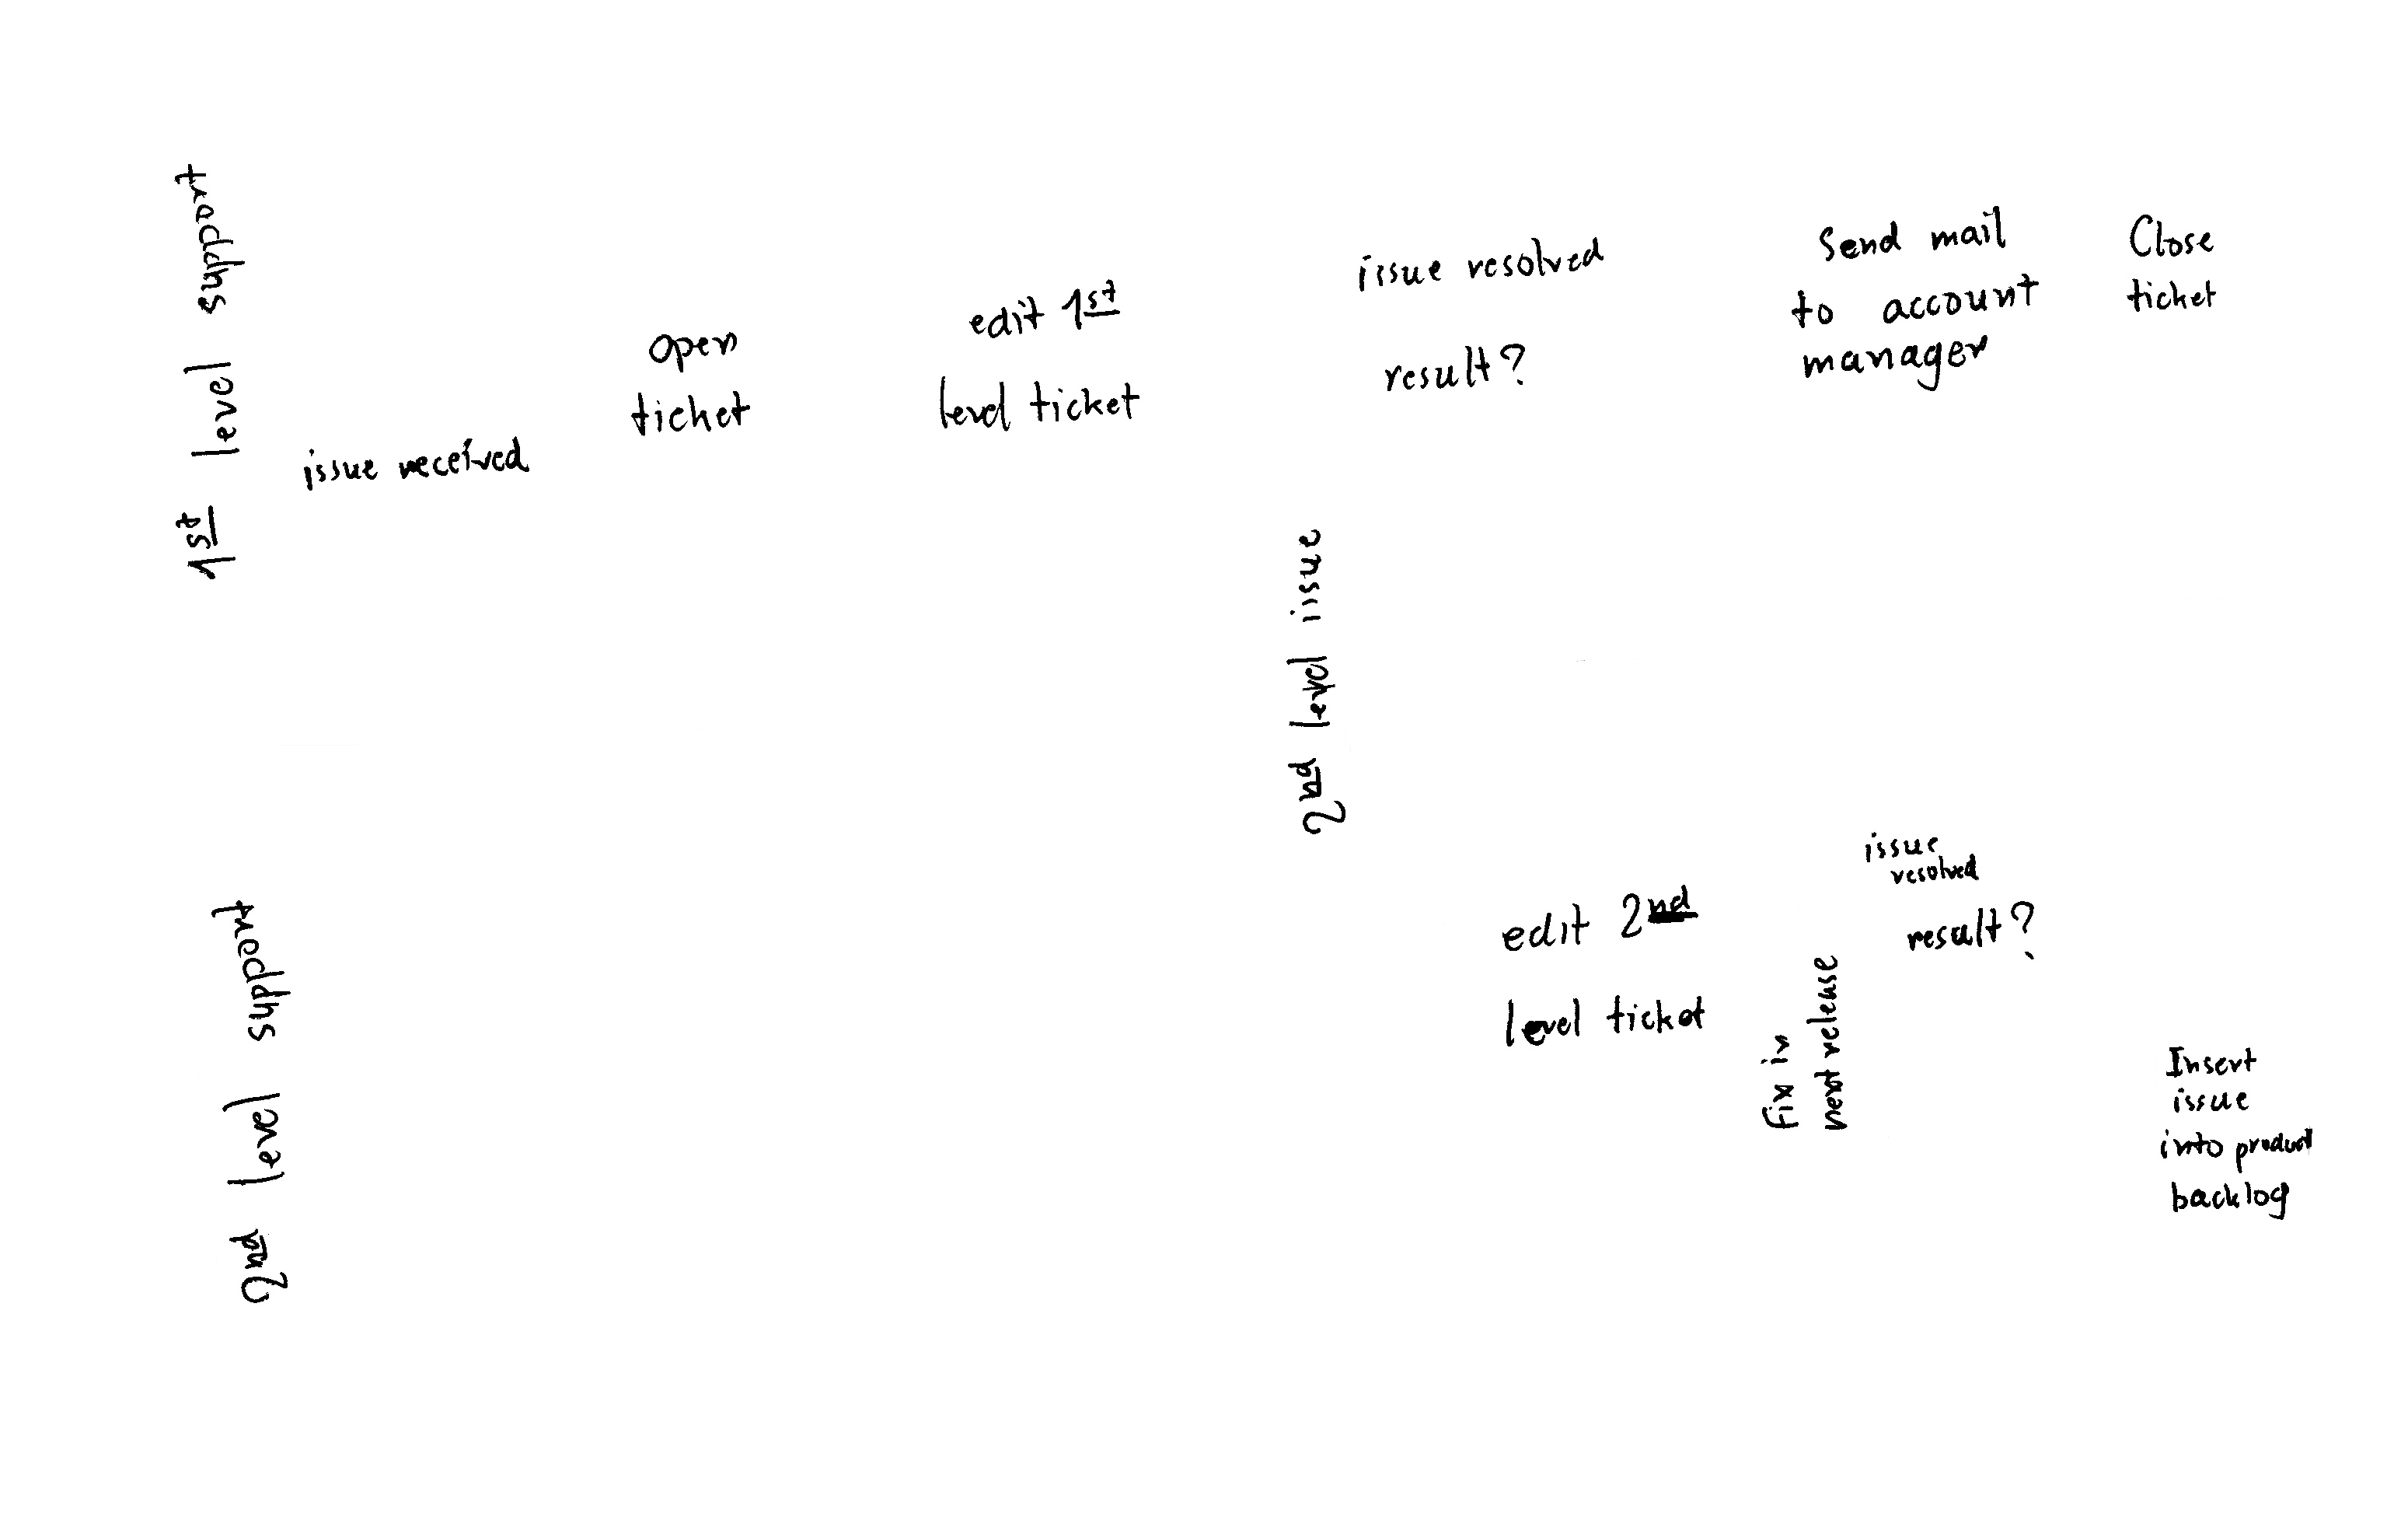 1st level support
issue received
open
ticket
edit 1st
level ticket
issue resolved
result?
Send mail
to account
manager
Close
ticket
2nd level issue
2nd level support
edit 2nd
level ticket
fix in
next release
issue
resolved
result?
Insert
issue
into product
backlog